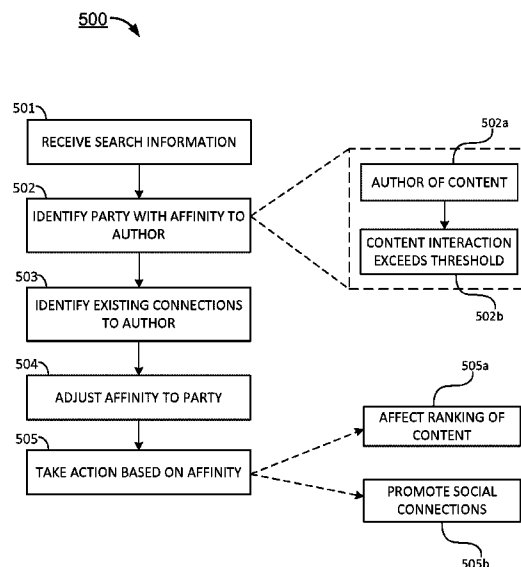 500
501
RECEIVE SEARCH INFORMATION
502
IDENTIFY PARTY WITH AFFINITY TO
AUTHOR
503
IDENTIFY EXISTING CONNECTIONS
TO AUTHOR
504
ADJUST AFFINITY TO PARTY
505
TAKE ACTION BASED ON AFFINITY
502a
AUTHOR OF CONTENT
CONTENT INTERACTION
EXCEEDS THRESHOLD
502b
505a
AFFECT RANKING OF
CONTENT
PROMOTE SOCIAL
CONNECTIONS
505b